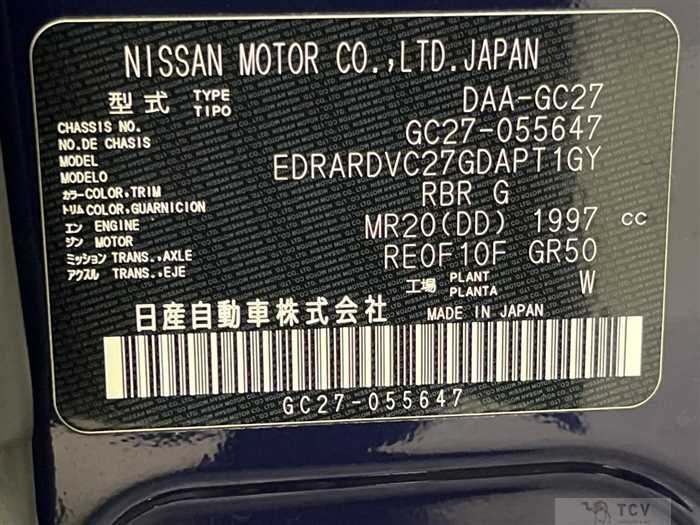 NISSAN MOTOR CO.,LTD.JAPAN
型式 TYPE TIPO DAA-GC27
CHASSIS NO. NO.DE CHASIS GC27-055647
MODEL MODELO EDRARDVC27GDAPT1GY
カラー COLOR,TRIM トリム COLOR,GUARNICION RBR G
エン ENGINE ジン MOTOR MR20(DD) 1997 CC
ミッション TRANS.,AXLE アクスル TRANS.,EJE RE0F10F GR50
工場 PLANT PLANTA W
日産自動車株式会社 MADE IN JAPAN
GC27-055647
TCV